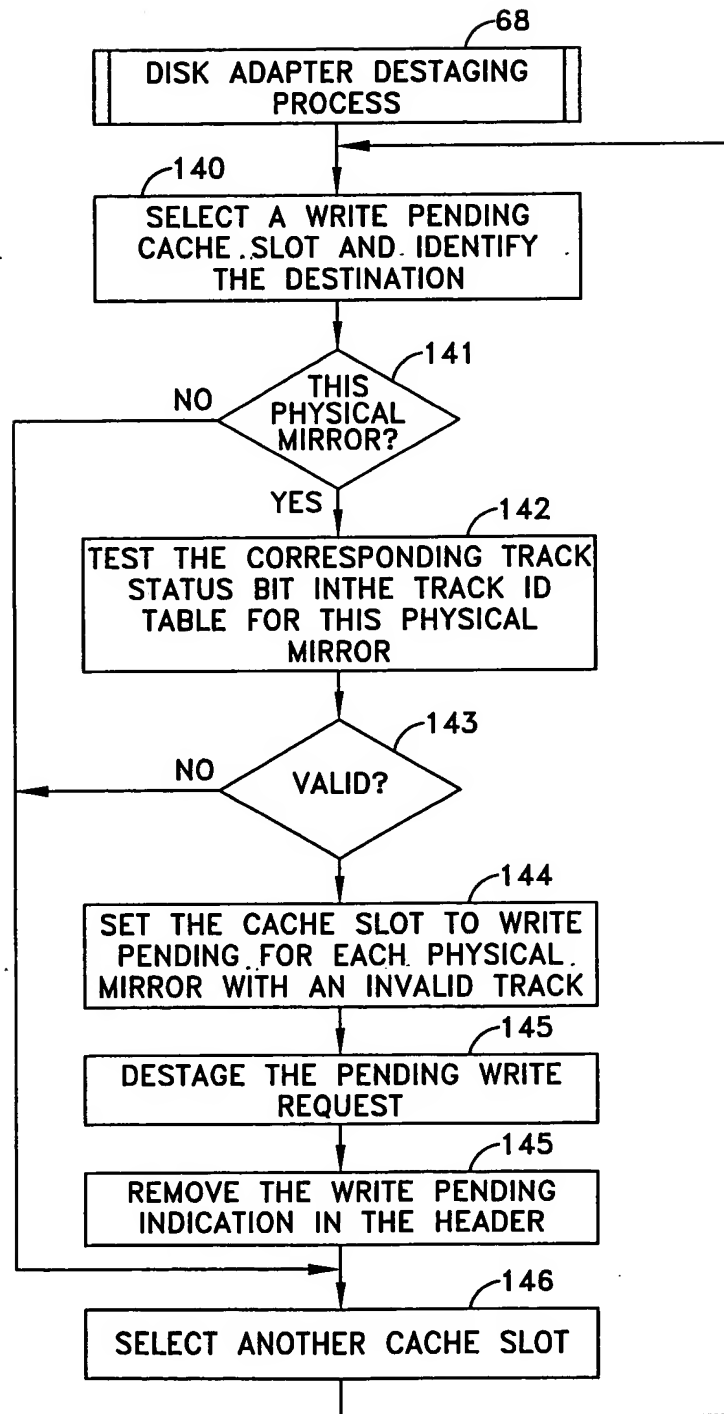 68
DISK ADAPTER DESTAGING
PROCESS
140
SELECT A WRITE PENDING
CACHE SLOT AND IDENTIFY
THE DESTINATION
141
THIS
PHYSICAL
MIRROR?
NO
YES
142
TEST THE CORRESPONDING TRACK
STATUS BIT INTHE TRACK ID
TABLE FOR THIS PHYSICAL
MIRROR
143
NO
VALID?
144
SET THE CACHE SLOT TO WRITE
PENDING FOR EACH PHYSICAL
MIRROR WITH AN INVALID TRACK
145
DESTAGE THE PENDING WRITE
REQUEST
145
REMOVE THE WRITE PENDING
INDICATION IN THE HEADER
146
SELECT ANOTHER CACHE SLOT